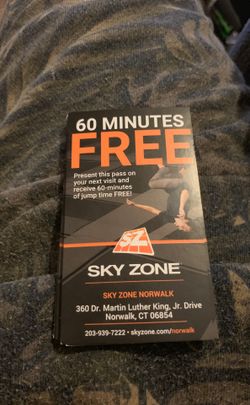 60 MINUTES
FREE
Present this pass on
your next visit and
receive 60-minutes
of jump time FREE!
SZ
SKY ZONE
SKY ZONE NORWALK
360 Dr. Martin Luther King, Jr. Drive
Norwalk, CT 06854
203-939-7222 • skyzone.com/norwalk